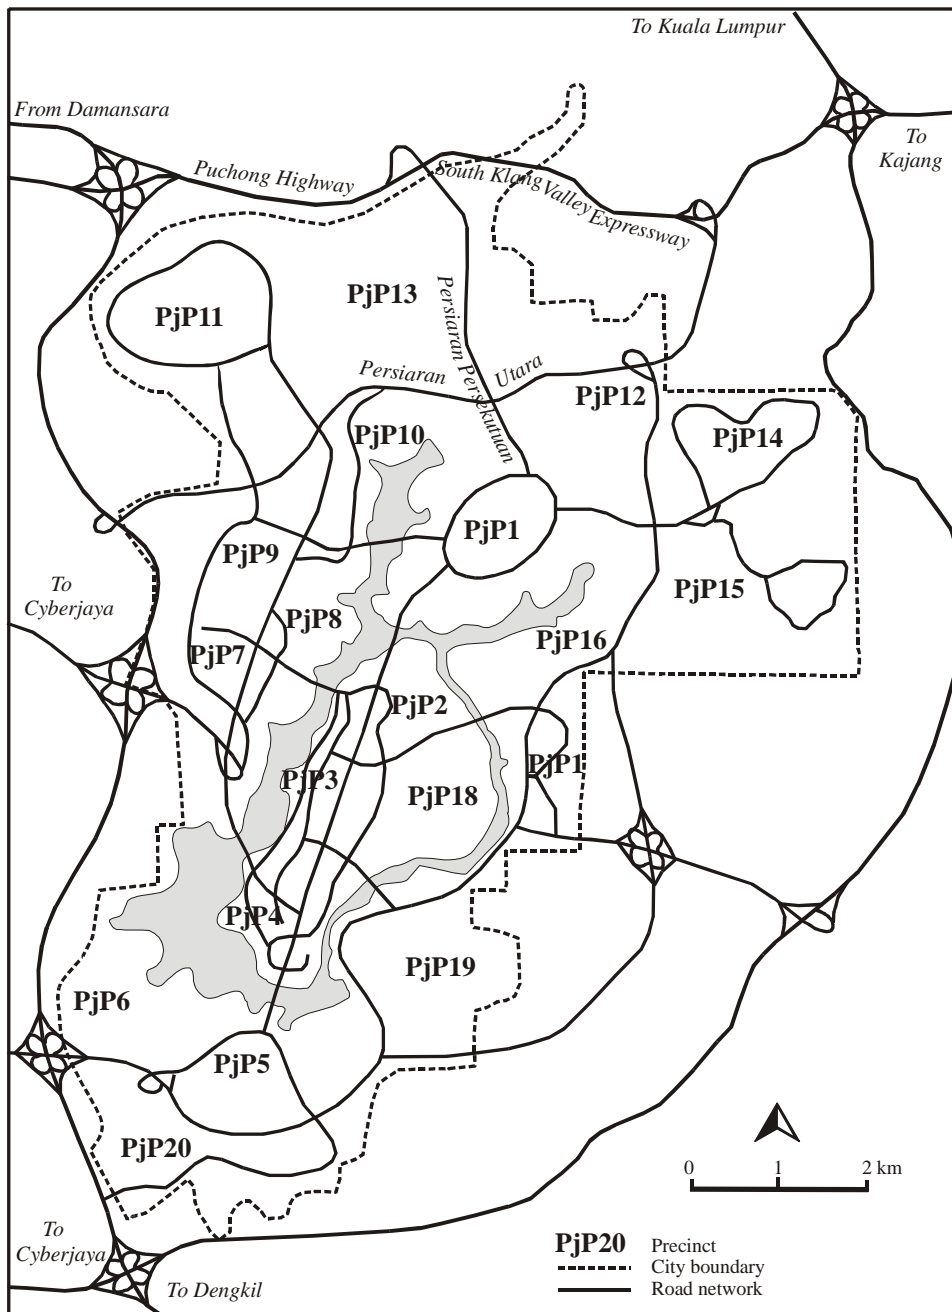 To Kuala Lumpur
From Damansara
To
Kajang
Puchong Highway
South Klang
Valley
Expressway
PjP13
PjP11
Persiaran Persekutuan
Persiaran
Utara
PjP12
PjP10
PjP14
PjP1
PjP9
To
Cyberjaya
PjP15
PjP8
PjP16
PjP7
PjP2
PjP3
PjP1
PjP18
PjP4
PjP19
PjP6
PjP5
PjP20
0
1
2 km
To
Cyberjaya
PjP20 Precinct
City boundary
Road network
To Dengkil